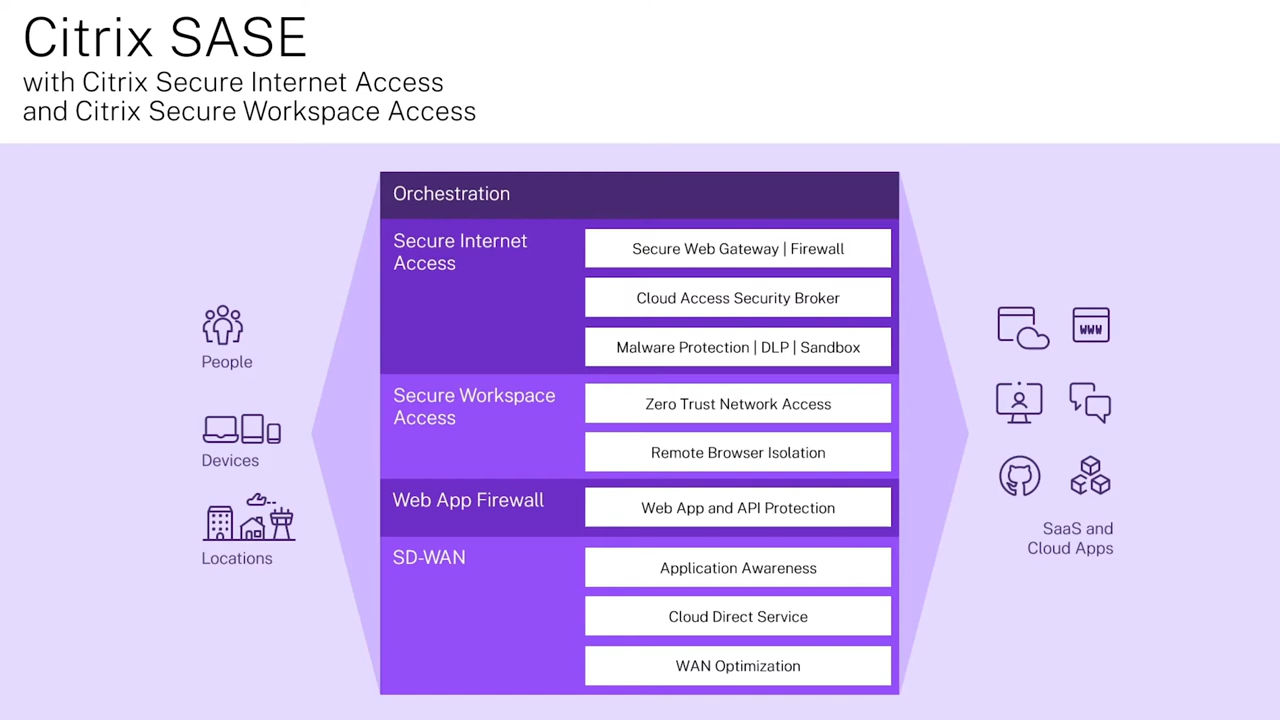 Citrix SASE
with Citrix Secure Internet Access
and Citrix Secure Workspace Access
Orchestration
Secure Internet
Access
Secure Web Gateway | Firewall
Cloud Access Security Broker
Malware Protection | DLP | Sandbox
Secure Workspace
Access
Zero Trust Network Access
Remote Browser Isolation
Web App Firewall
Web App and API Protection
SD-WAN
Application Awareness
Cloud Direct Service
WAN Optimization
People
Devices
Locations
WWW
SaaS and
Cloud Apps